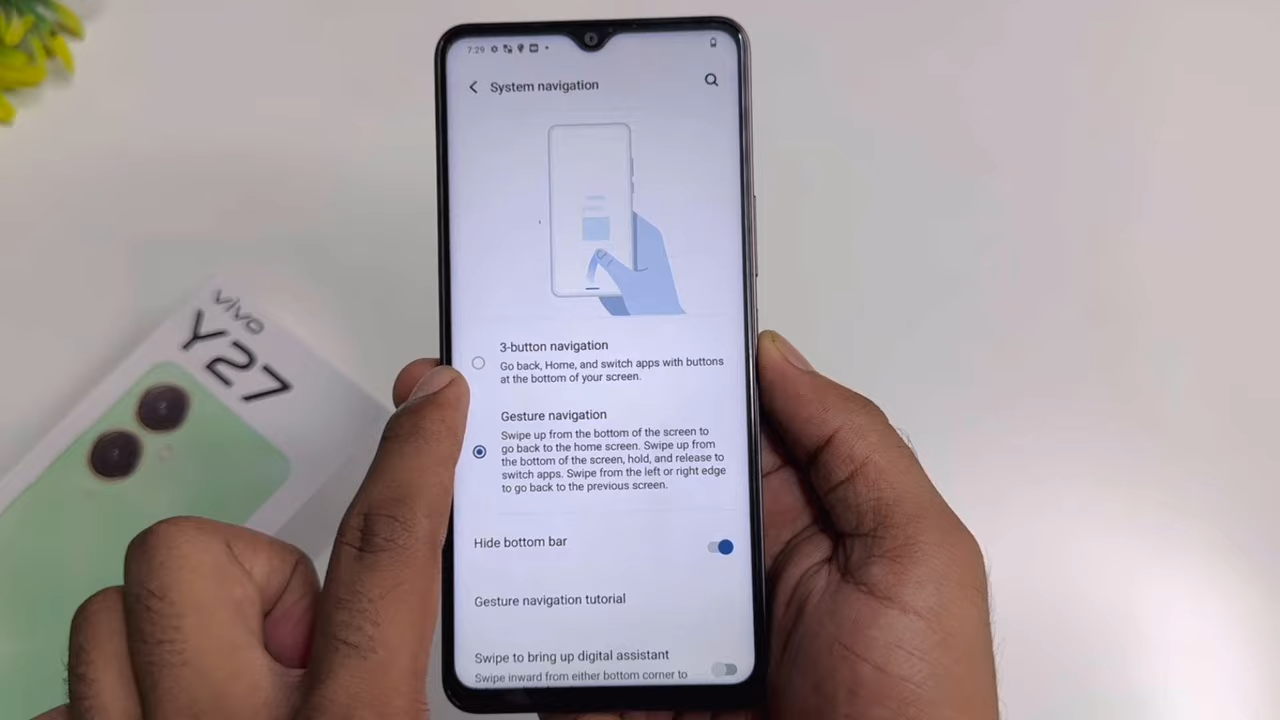 7:29
System navigation
3-button navigation
Go back, Home, and switch apps with buttons
at the bottom of your screen.
Gesture navigation
Swipe up from the bottom of the screen to
go back to the home screen. Swipe up from
the bottom of the screen, hold, and release to
switch apps. Swipe from the left or right edge
to go back to the previous screen.
Hide bottom bar
Gesture navigation tutorial
Swipe to bring up digital assistant
Swipe inward from either bottom corner to
vivo
Y27